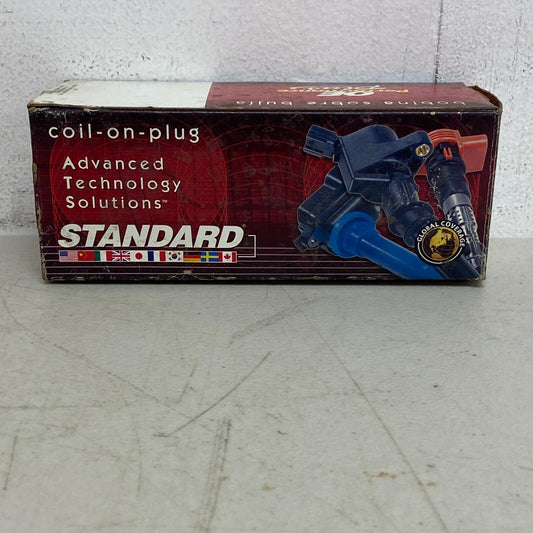 bobina sobre bujía
coil-on-plug
Advanced
Technology
Solutions™
STANDARD
GLOBAL COVERAGE